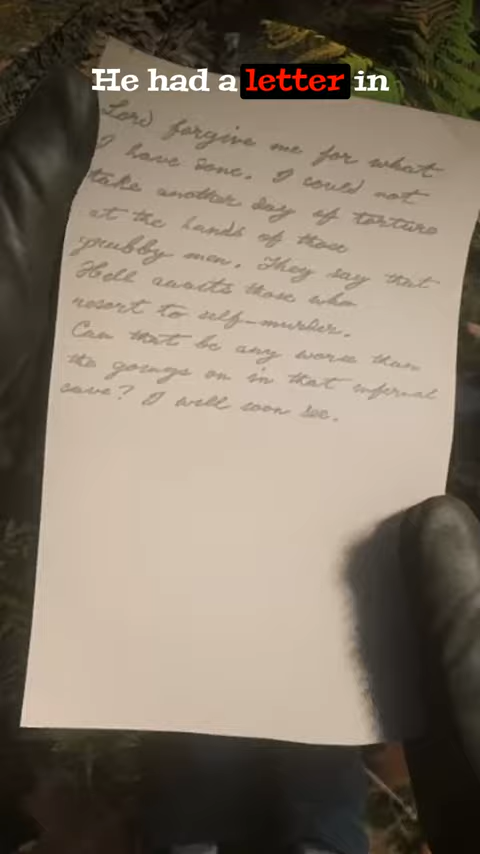 He had a letter in
Lord forgive me for what
I have done. I could not
take another day of torture
at the hands of those
grubby men. They say that
Hell awaits those who
resort to self-murder.
Can that be any worse than
the goings on in that infernal
cave? I will soon see.